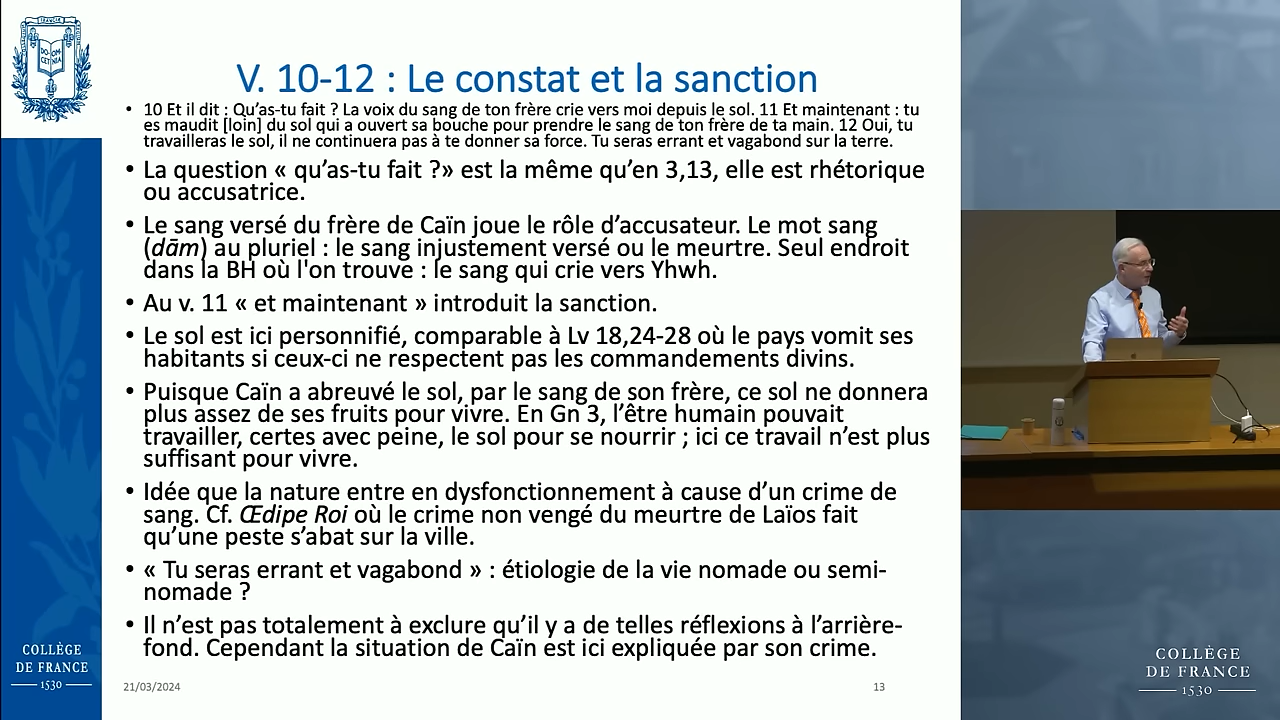 V. 10-12 : Le constat et la sanction
• 10 Et il dit : Qu’as-tu fait ? La voix du sang de ton frère crie vers moi depuis le sol. 11 Et maintenant : tu
es maudit [loin] du sol qui a ouvert sa bouche pour prendre le sang de ton frère de ta main. 12 Oui, tu
travailleras le sol, il ne continuera pas à te donner sa force. Tu seras errant et vagabond sur la terre.
• La question « qu’as-tu fait ?» est la même qu’en 3,13, elle est rhétorique
ou accusatrice.
• Le sang versé du frère de Caïn joue le rôle d’accusateur. Le mot sang
(dām) au pluriel : le sang injustement versé ou le meurtre. Seul endroit
dans la BH où l'on trouve : le sang qui crie vers Yhwh.
• Au v. 11 « et maintenant » introduit la sanction.
• Le sol est ici personnifié, comparable à Lv 18,24-28 où le pays vomit ses
habitants si ceux-ci ne respectent pas les commandements divins.
• Puisque Caïn a abreuvé le sol, par le sang de son frère, ce sol ne donnera
plus assez de ses fruits pour vivre. En Gn 3, l’être humain pouvait
travailler, certes avec peine, le sol pour se nourrir ; ici ce travail n’est plus
suffisant pour vivre.
• Idée que la nature entre en dysfonctionnement à cause d’un crime de
sang. Cf. Œdipe Roi où le crime non vengé du meurtre de Laïos fait
qu’une peste s’abat sur la ville.
• « Tu seras errant et vagabond » : étiologie de la vie nomade ou semi-
nomade ?
• Il n’est pas totalement à exclure qu’il y a de telles réflexions à l’arrière-
fond. Cependant la situation de Caïn est ici expliquée par son crime.
21/03/2024
13
COLLÈGE
DE FRANCE
1530
COLLÈGE
DE FRANCE
1530